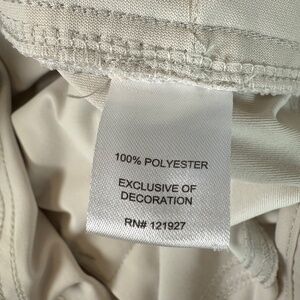 100% POLYESTER
EXCLUSIVE OF
DECORATION
RN# 121927